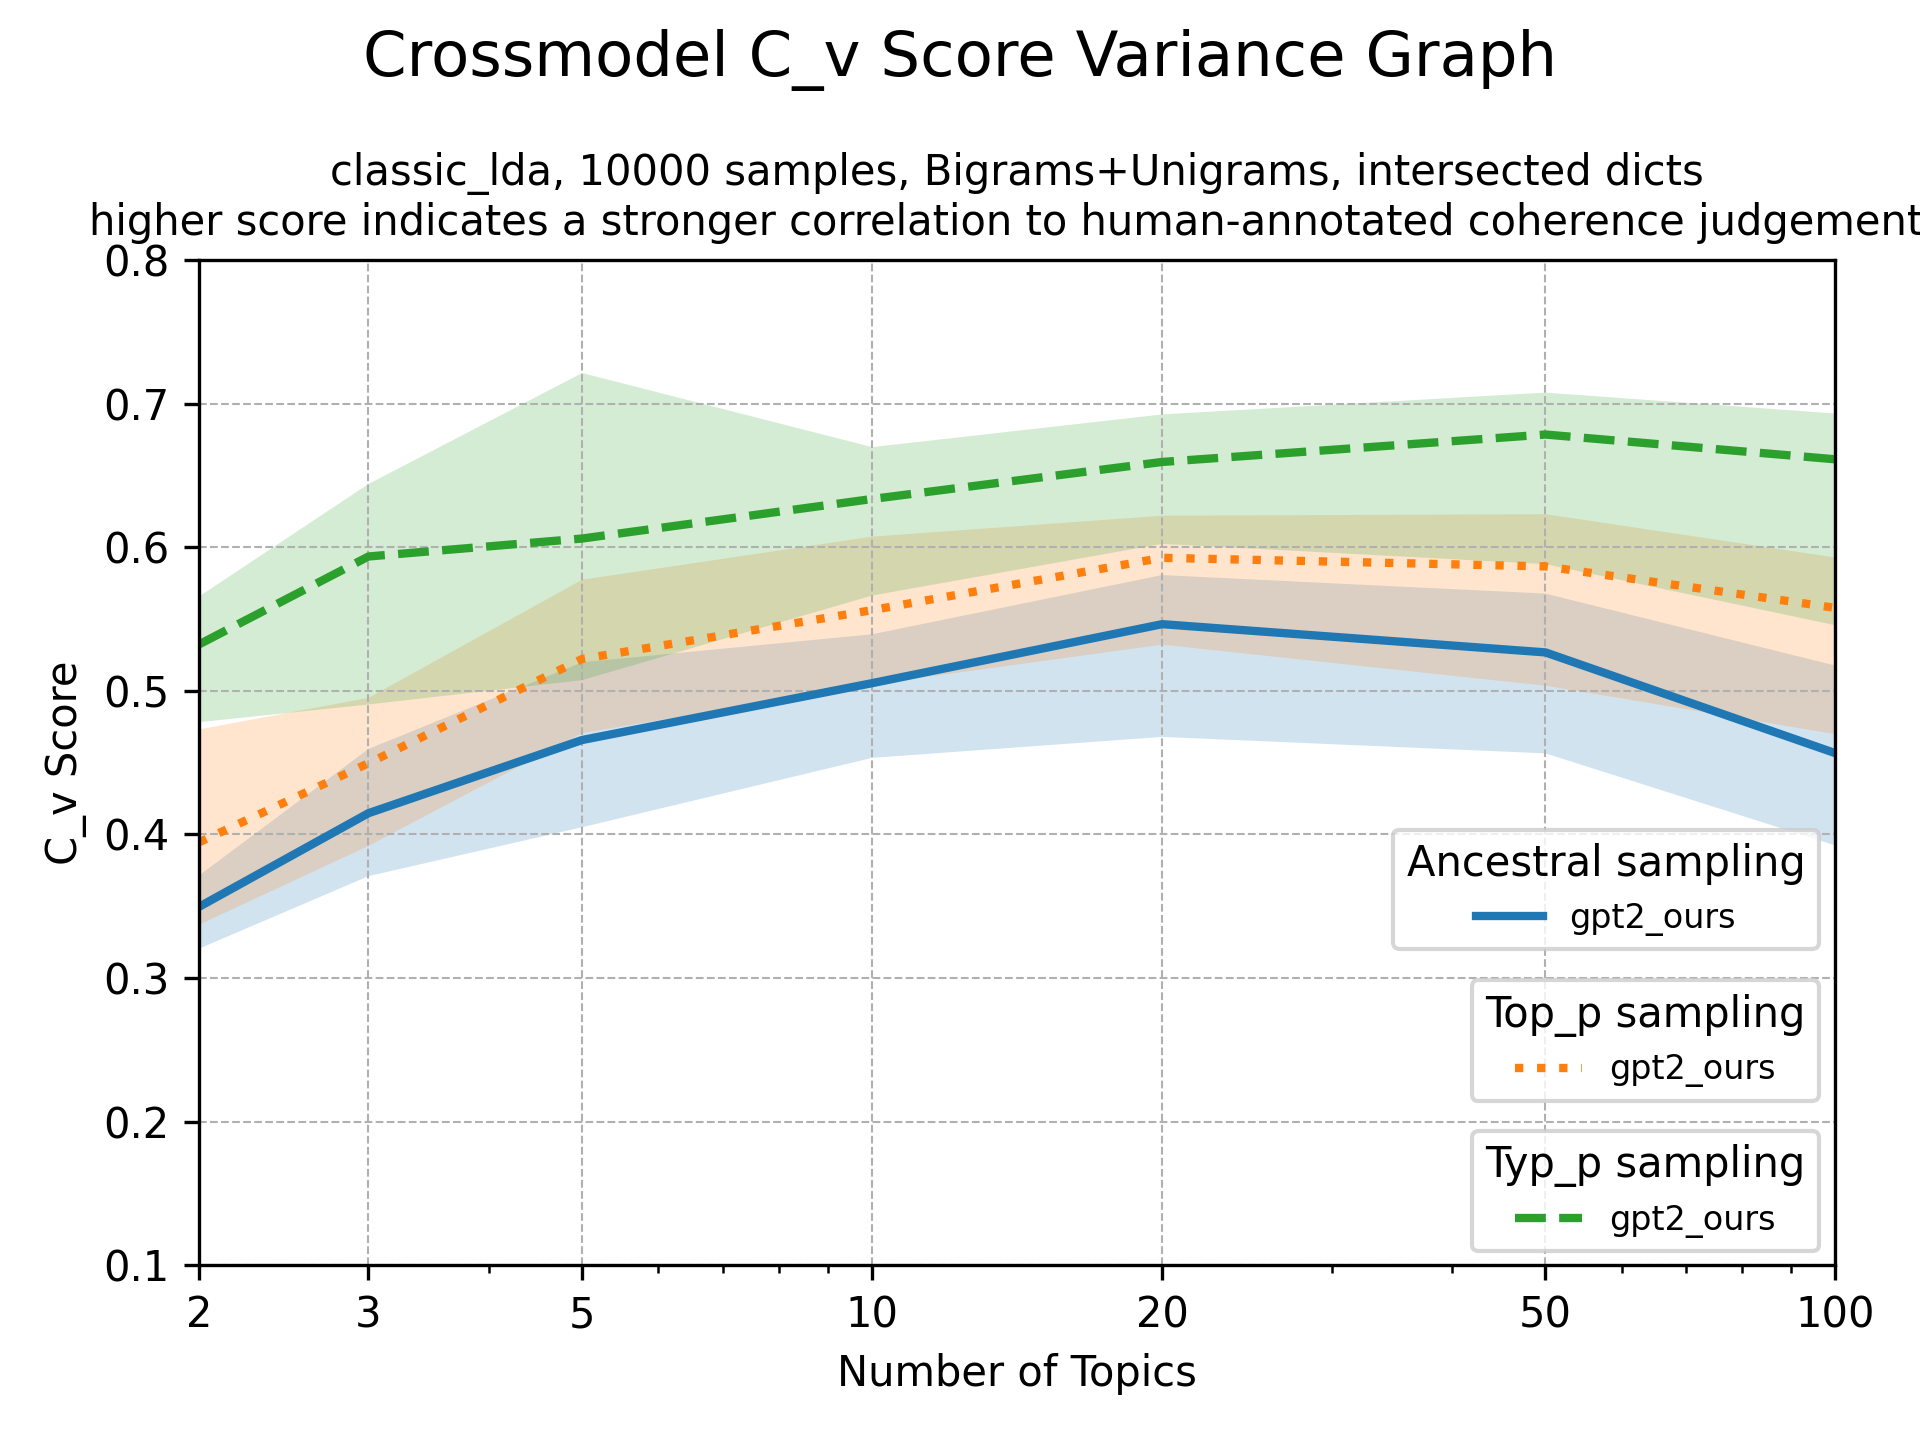 Crossmodel C_v Score Variance Graph
classic_lda, 10000 samples, Bigrams+Unigrams, intersected dicts
higher score indicates a stronger correlation to human-annotated coherence judgement
0.8
0.7
0.6
0.5
0.4
0.3
0.2
0.1
C_v Score
Ancestral sampling
gpt2_ours
Top_p sampling
gpt2_ours
Typ_p sampling
gpt2_ours
2 3 5 10 20 50 100
Number of Topics